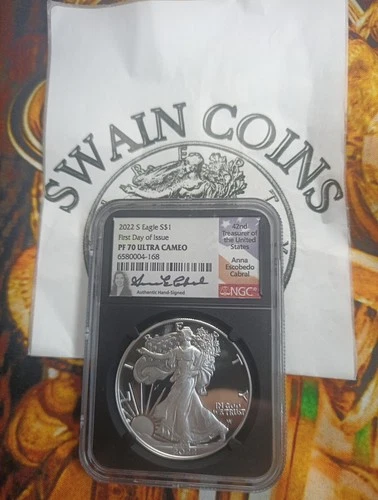 SWAIN COINS
2022 S Eagle S$1
First Day of Issue
PF 70 ULTRA CAMEO
6580004-168
Authentic Hand-Signed
42nd
Treasurer of
the United
States
Anna
Escobedo
Cabral
NGC
LIBERTY
IN GOD
WE TRUST